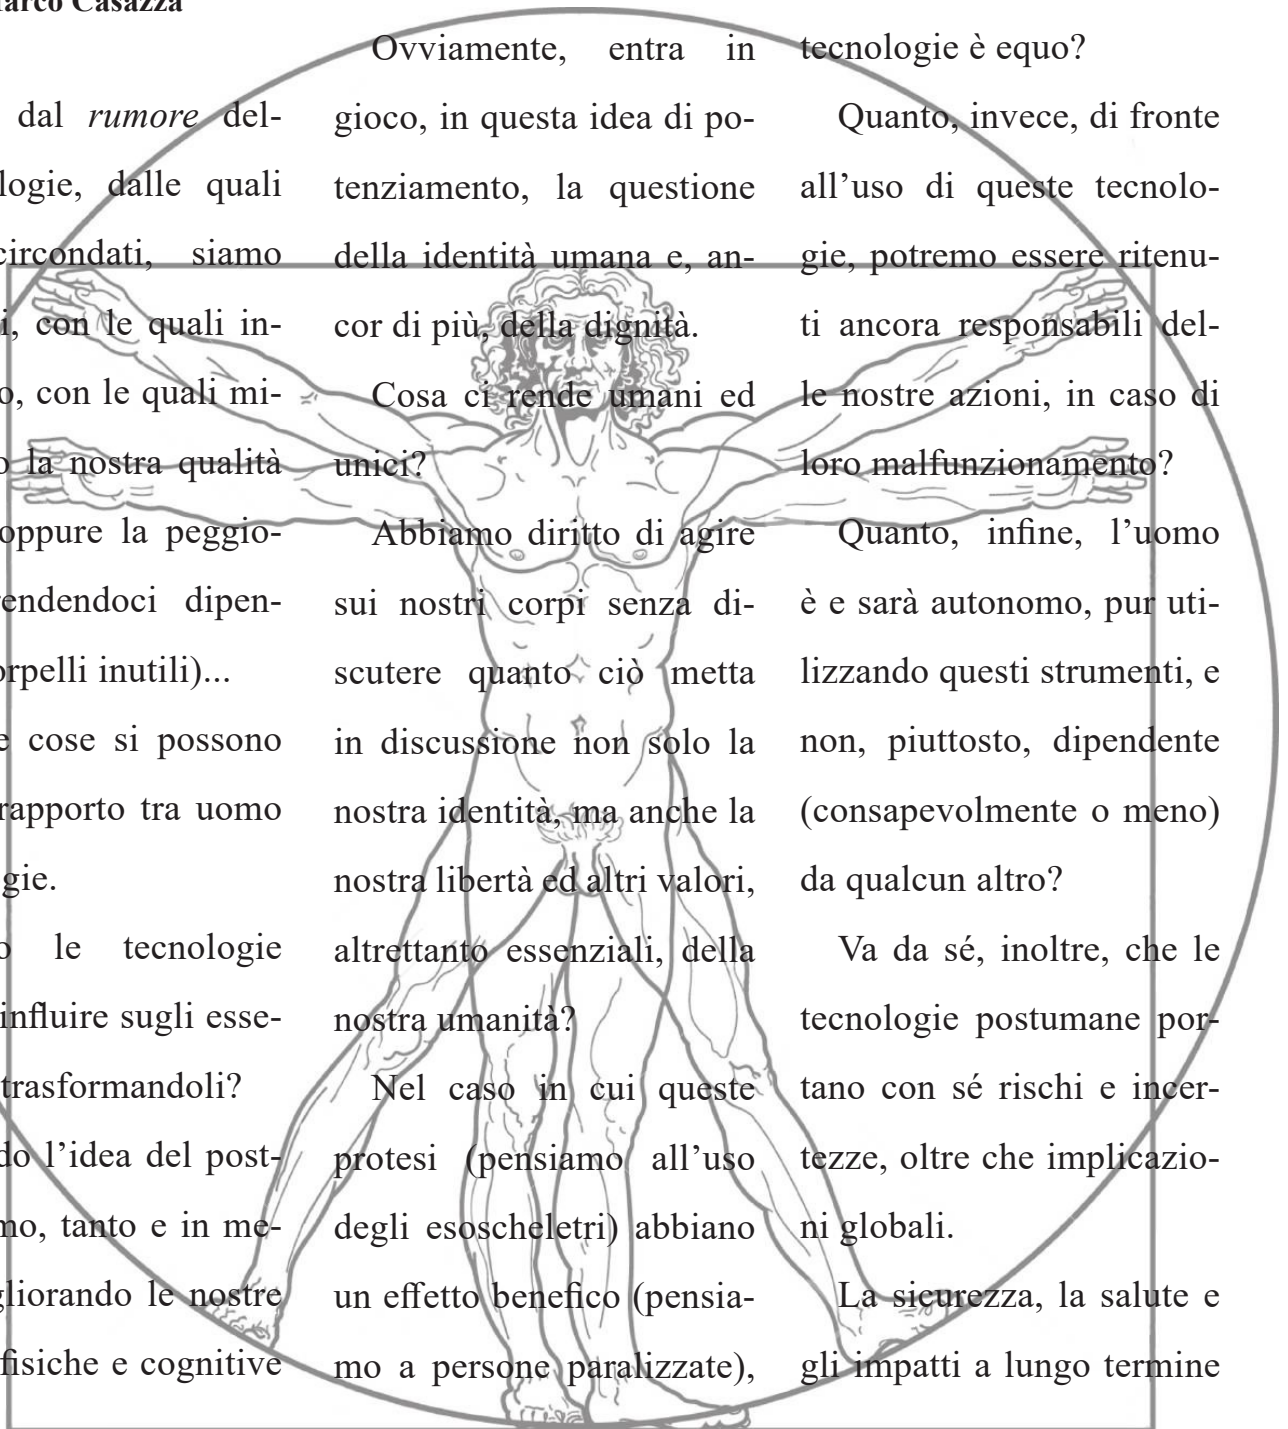 Marco Casazza
dal rumore del-
logie, dalle quali
circondati, siamo
i, con le quali in-
o, con le quali mi-
o la nostra qualità
oppure la peggio-
rendendoci dipen-
orpelli inutili)...
e cose si possono
rapporto tra uomo
gie.
o le tecnologie
influire sugli esse-
trasformandoli?
do l’idea del post-
mo, tanto e in me-
gliorando le nostre
fisiche e cognitive
Ovviamente, entra in
gioco, in questa idea di po-
tenziamento, la questione
della identità umana e, an-
cor di più, della dignità.
Cosa ci rende umani ed
unici?
Abbiamo diritto di agire
sui nostri corpi senza di-
scutere quanto ciò metta
in discussione non solo la
nostra identità, ma anche la
nostra libertà ed altri valori,
altrettanto essenziali, della
nostra umanità?
Nel caso in cui queste
protesi (pensiamo all’uso
degli esoscheletri) abbiano
un effetto benefico (pensia-
mo a persone paralizzate),
tecnologie è equo?
Quanto, invece, di fronte
all’uso di queste tecnolo-
gie, potremo essere ritenu-
ti ancora responsabili del-
le nostre azioni, in caso di
loro malfunzionamento?
Quanto, infine, l’uomo
è e sarà autonomo, pur uti-
lizzando questi strumenti, e
non, piuttosto, dipendente
(consapevolmente o meno)
da qualcun altro?
Va da sé, inoltre, che le
tecnologie postumane por-
tano con sé rischi e incer-
tezze, oltre che implicazio-
ni globali.
La sicurezza, la salute e
gli impatti a lungo termine